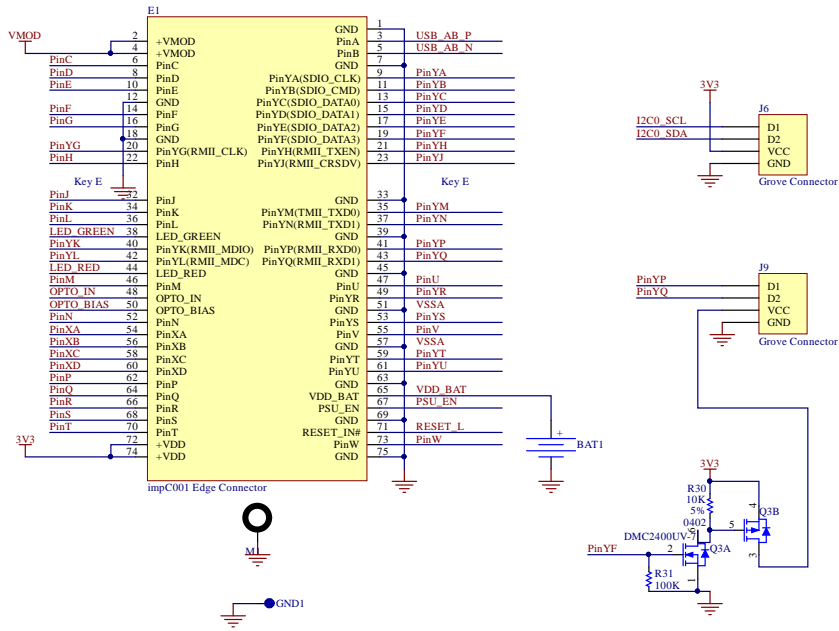 E1
VMOD
2 +VMOD GND 1
4 +VMOD PinA 3 USB_AB_P
PinB 5 USB_AB_N
PinC 6 PinC GND 7
PinD 8 PinD PinYA(SDIO_CLK) 9 PinYA
PinE 10 PinE PinYB(SDIO_CMD) 11 PinYB
12 GND PinYC(SDIO_DATA0) 13 PinYC
PinF 14 PinF PinYD(SDIO_DATA1) 15 PinYD
PinG 16 PinG PinYE(SDIO_DATA2) 17 PinYE
18 GND PinYF(SDIO_DATA3) 19 PinYF
PinYG 20 PinYG(RMII_CLK) PinYH(RMII_TXEN) 21 PinYH
PinH 22 PinH PinYJ(RMII_CRSDV) 23 PinYJ
Key E
Key E
PinJ 32 PinJ GND 33
PinK 34 PinK PinYM(TMII_TXD0) 35 PinYM
PinL 36 PinL PinYN(RMII_TXD1) 37 PinYN
LED_GREEN 38 LED_GREEN GND 39
PinYK 40 PinYK(RMII_MDIO) PinYP(RMII_RXD0) 41 PinYP
PinYL 42 PinYL(RMII_MDC) PinYQ(RMII_RXD1) 43 PinYQ
LED_RED 44 LED_RED GND 45
PinM 46 PinM PinU 47 PinU
OPTO_IN 48 OPTO_IN PinYR 49 PinYR
OPTO_BIAS 50 OPTO_BIAS GND 51 VSSA
PinN 52 PinN PinYS 53 PinYS
PinXA 54 PinXA PinV 55 PinV
PinXB 56 PinXB GND 57 VSSA
PinXC 58 PinXC PinYT 59 PinYT
PinXD 60 PinXD PinYU 61 PinYU
PinP 62 PinP GND 63
PinQ 64 PinQ VDD_BAT 65 VDD_BAT
PinR 66 PinR PSU_EN 67 PSU_EN
PinS 68 PinS GND 69
PinT 70 PinT RESET_IN# 71 RESET_L
3V3 72 +VDD PinW 73 PinW
74 +VDD GND 75
impC001 Edge Connector
+
BAT1
M1
GND1
3V3
J6
I2C0_SCL D1
I2C0_SDA D2
VCC
GND
Grove Connector
J9
PinYP D1
PinYQ D2
VCC
GND
Grove Connector
3V3
R30
10K
5%
0402
4
Q3B
5
3
DMC2400UV-7
6
Q3A
PinYF 2
1
R31
100K